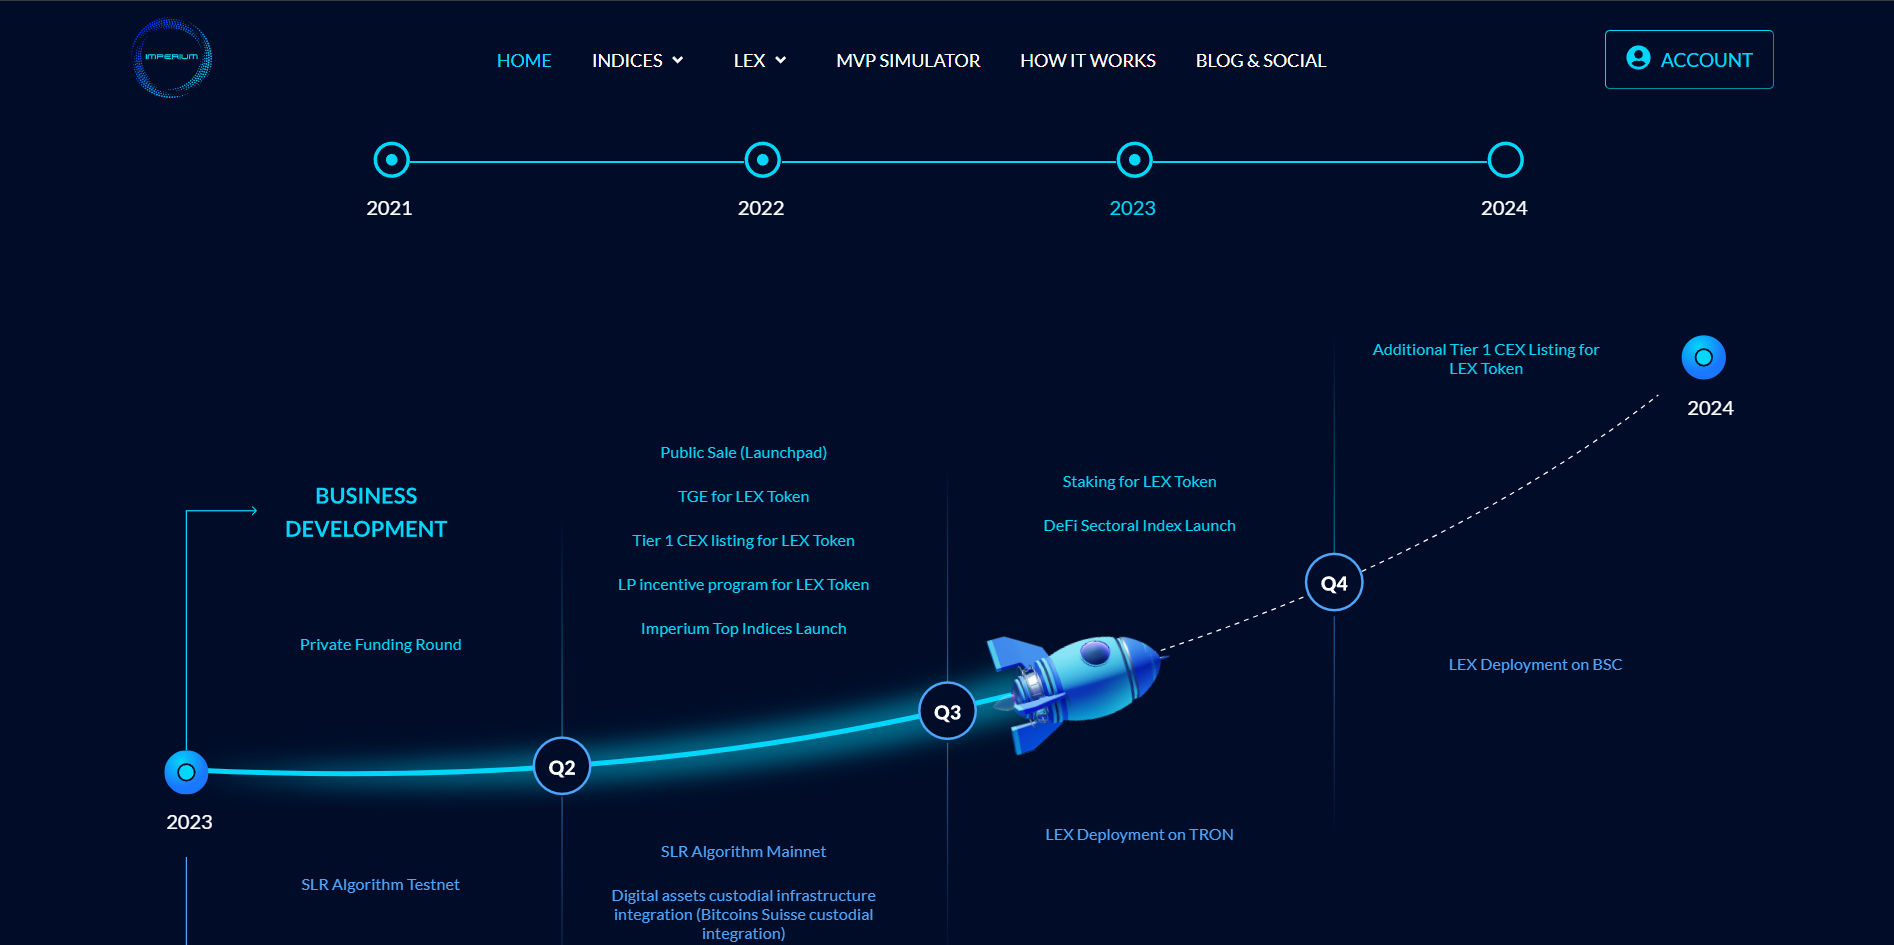 IMPERIUM
HOME
INDICES
LEX
MVP SIMULATOR
HOW IT WORKS
BLOG & SOCIAL
ACCOUNT
2021
2022
2023
2024
BUSINESS
DEVELOPMENT
Private Funding Round
2023
SLR Algorithm Testnet
Q2
Public Sale (Launchpad)
TGE for LEX Token
Tier 1 CEX listing for LEX Token
LP incentive program for LEX Token
Imperium Top Indices Launch
SLR Algorithm Mainnet
Digital assets custodial infrastructure
integration (Bitcoins Suisse custodial
integration)
Q3
Staking for LEX Token
DeFi Sectoral Index Launch
LEX Deployment on TRON
Q4
Additional Tier 1 CEX Listing for
LEX Token
LEX Deployment on BSC
2024